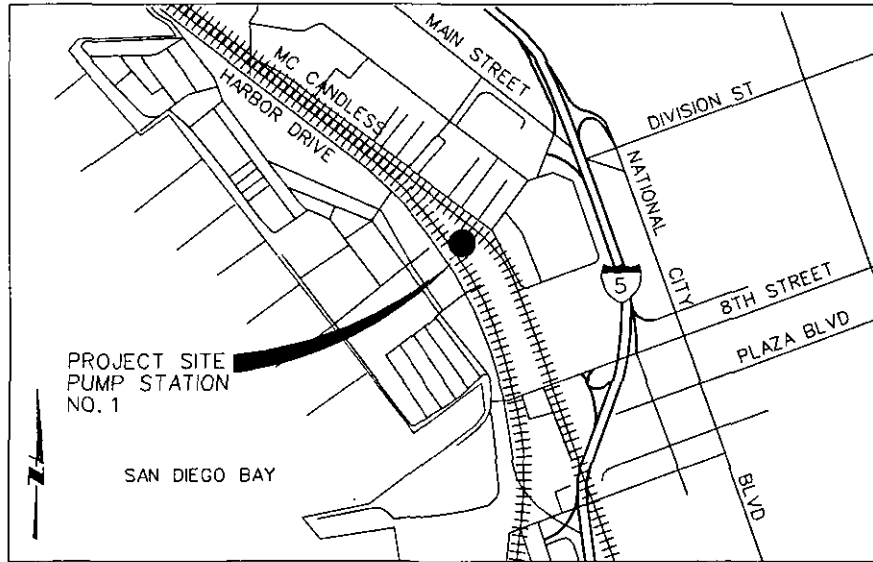 MAIN STREET
MC CANDLESS
HARBOR DRIVE
DIVISION ST
NATIONAL
CITY
BLVD
5
8TH STREET
PLAZA BLVD
PROJECT SITE
PUMP STATION
NO. 1
SAN DIEGO BAY
N